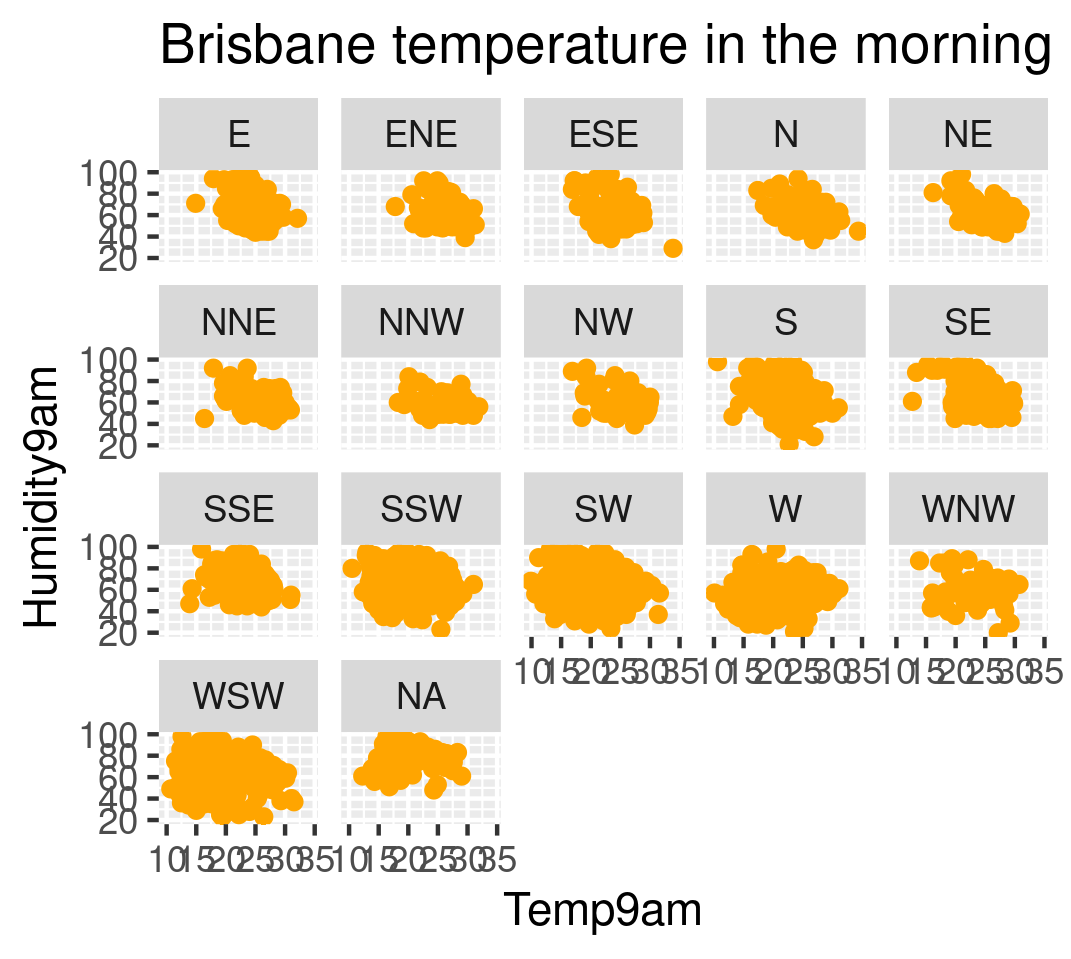 Brisbane temperature in the morning
E ENE ESE N NE
100
80
60
40
20
NNE NNW NW S SE
100
80
60
40
20
Humidity9am
SSE SSW SW W WNW
100
80
60
40
20
10 15 20 25 30 35 10 15 20 25 30 35 10 15 20 25 30 35
WSW NA
100
80
60
40
20
10 15 20 25 30 35 10 15 20 25 30 35
Temp9am